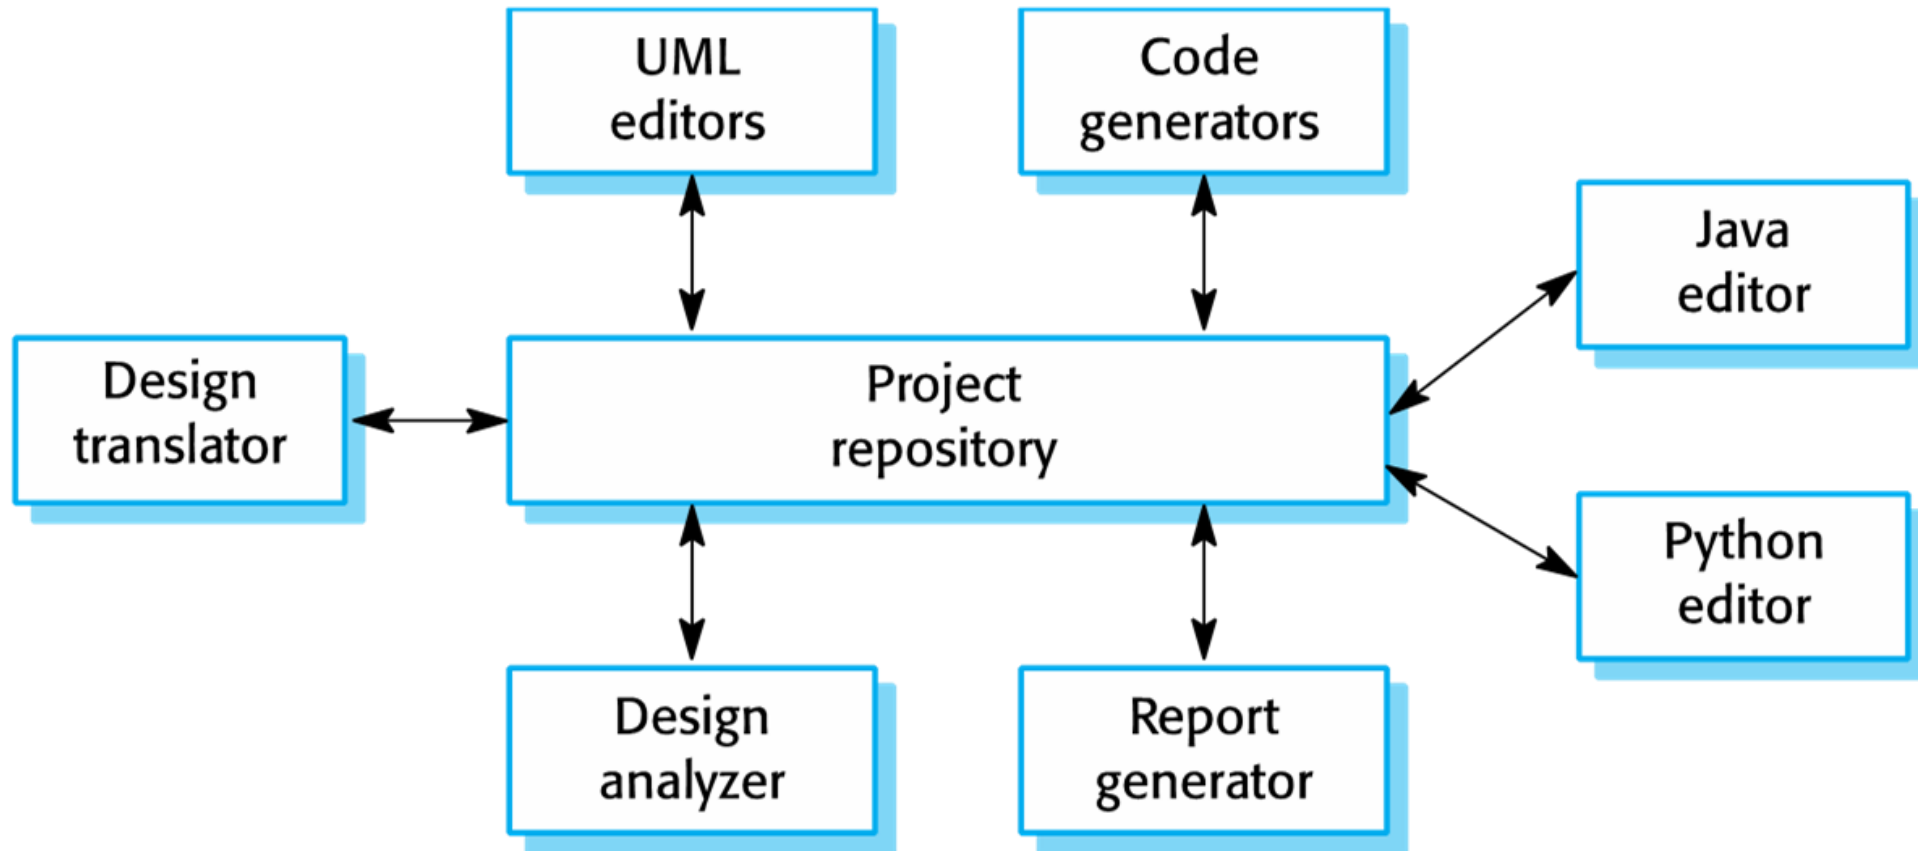 UML
editors
Code
generators
Java
editor
Design
translator
Project
repository
Python
editor
Design
analyzer
Report
generator